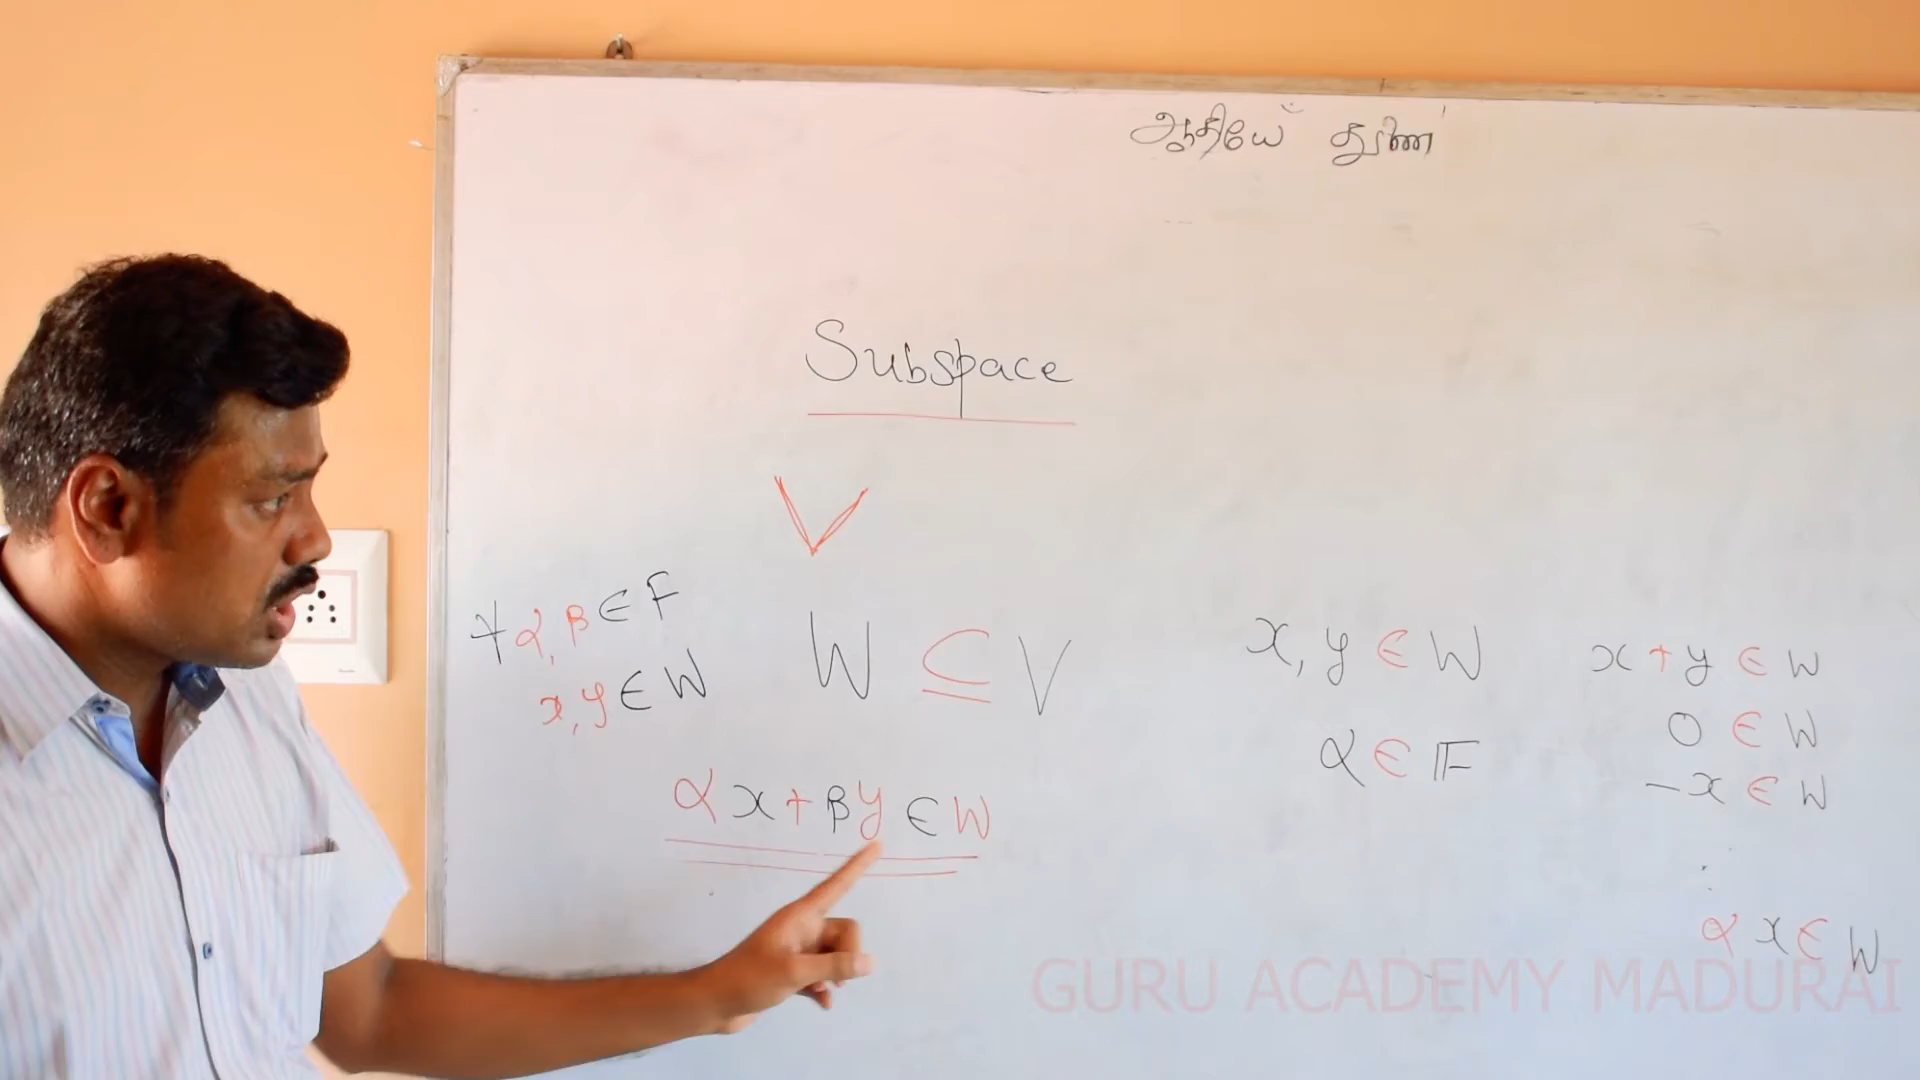 ஆதியே துணை
Subspace
V
∀ α, β ∈ F
x, y ∈ W
W ⊆ V
αx + βy ∈ W
x, y ∈ W
α ∈ 𝔽
x + y ∈ W
0 ∈ W
-x ∈ W
:
αx ∈ W
GURU ACADEMY MADURAI